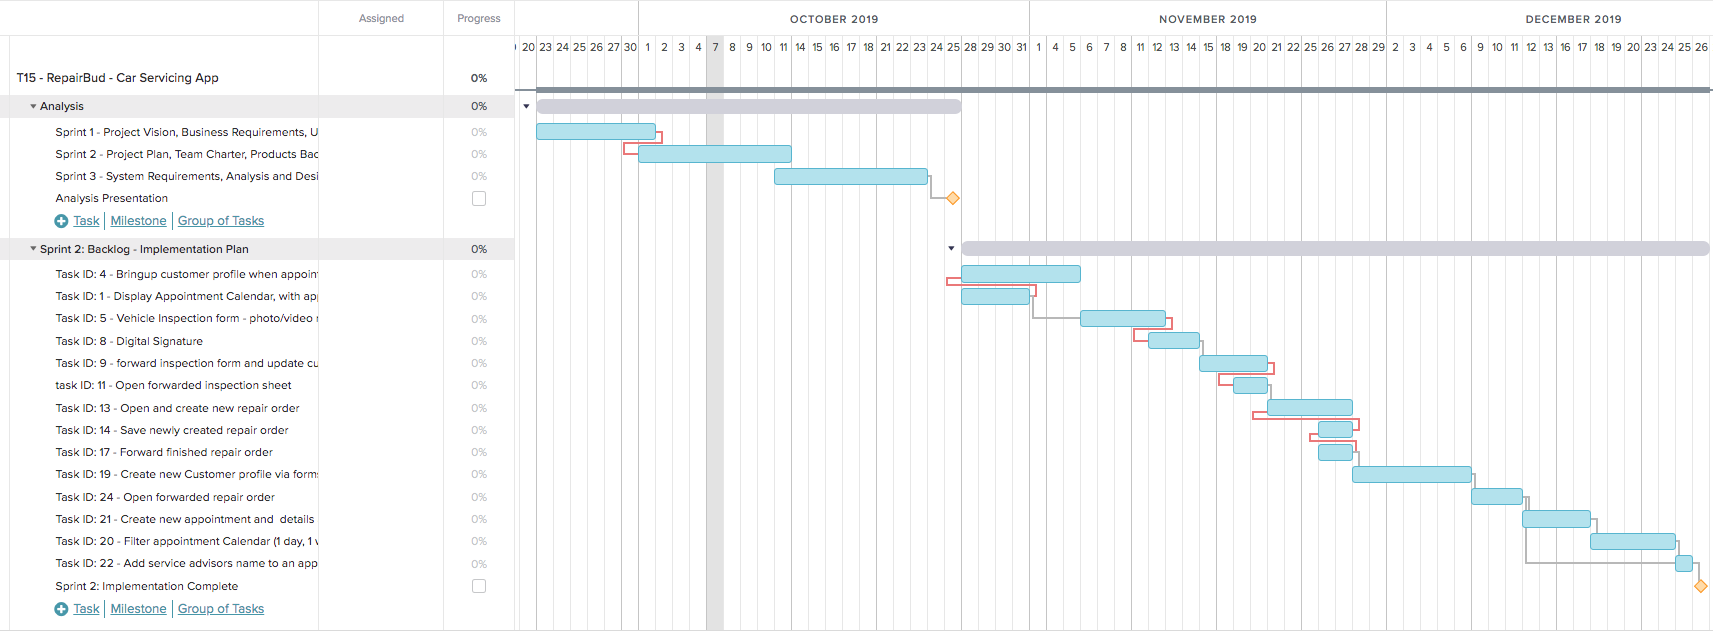 Assigned Progress OCTOBER 2019 NOVEMBER 2019 DECEMBER 2019
20 23 24 25 26 27 30 1 2 3 4 7 8 9 10 11 14 15 16 17 18 21 22 23 24 25 28 29 30 31 1 4 5 6 7 8 11 12 13 14 15 18 19 20 21 22 25 26 27 28 29 2 3 4 5 6 9 10 11 12 13 16 17 18 19 20 23 24 25 26
T15 - RepairBud - Car Servicing App 0%
Analysis 0%
Sprint 1 - Project Vision, Business Requirements, U 0%
Sprint 2 - Project Plan, Team Charter, Products Bac 0%
Sprint 3 - System Requirements, Analysis and Desi 0%
Analysis Presentation
Task Milestone Group of Tasks
Sprint 2: Backlog - Implementation Plan 0%
Task ID: 4 - Bringup customer profile when appoin 0%
Task ID: 1 - Display Appointment Calendar, with ap 0%
Task ID: 5 - Vehicle Inspection form - photo/video 0%
Task ID: 8 - Digital Signature 0%
Task ID: 9 - forward inspection form and update cu 0%
task ID: 11 - Open forwarded inspection sheet 0%
Task ID: 13 - Open and create new repair order 0%
Task ID: 14 - Save newly created repair order 0%
Task ID: 17 - Forward finished repair order 0%
Task ID: 19 - Create new Customer profile via form 0%
Task ID: 24 - Open forwarded repair order 0%
Task ID: 21 - Create new appointment and details 0%
Task ID: 20 - Filter appointment Calendar (1 day, 1 0%
Task ID: 22 - Add service advisors name to an app 0%
Sprint 2: Implementation Complete
Task Milestone Group of Tasks